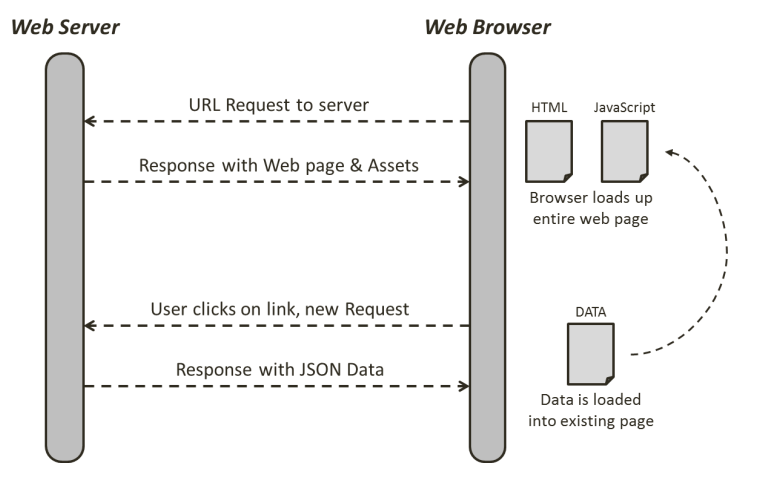 Web Server
Web Browser
URL Request to server
HTML
JavaScript
Response with Web page & Assets
Browser loads up
entire web page
User clicks on link, new Request
DATA
Response with JSON Data
Data is loaded
into existing page